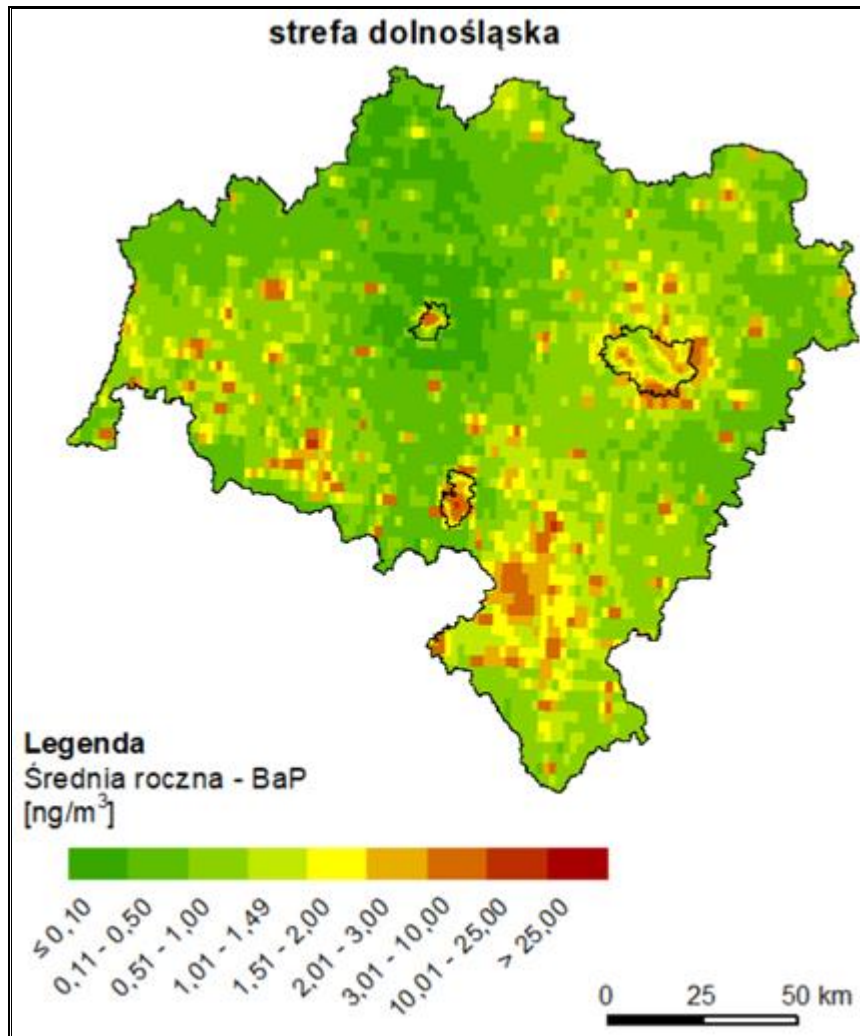 strefa dolnośląska
Legenda
Średnia roczna - BaP
[ng/m³]
≤ 0,10
0,11 - 0,50
0,51 - 1,00
1,01 - 1,49
1,51 - 2,00
2,01 - 3,00
3,01 - 10,00
10,01 - 25,00
> 25,00
0 25 50 km